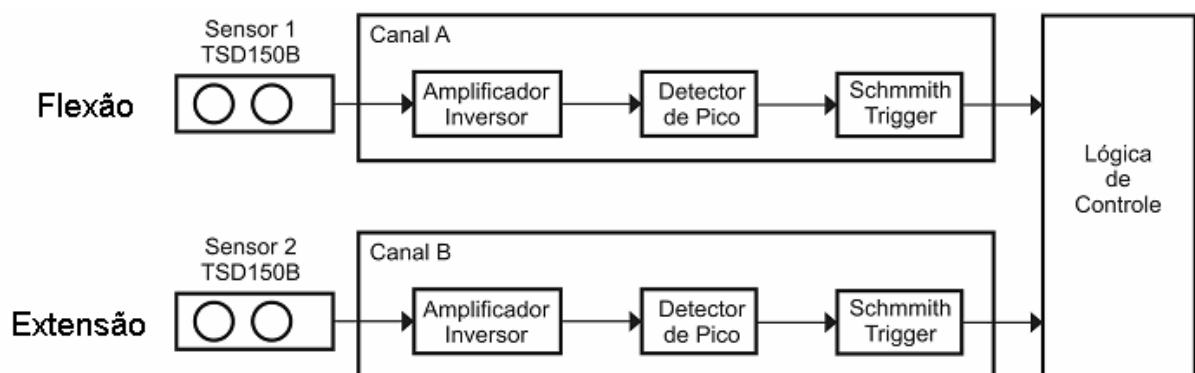 Sensor 1
TSD150B
Flexão
Canal A
Amplificador
Inversor
Detector
de Pico
Schmmith
Trigger
Lógica
de
Controle
Sensor 2
TSD150B
Extensão
Canal B
Amplificador
Inversor
Detector
de Pico
Schmmith
Trigger